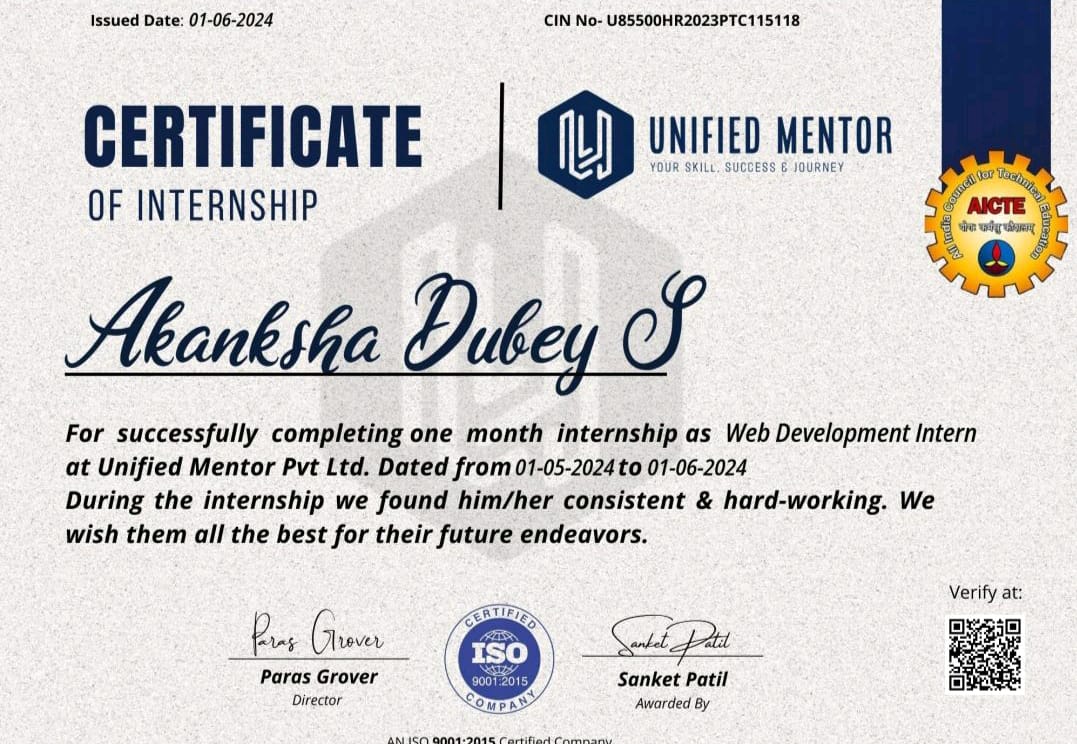 Issued Date: 01-06-2024
CIN No- U85500HR2023PTC115118
CERTIFICATE
OF INTERNSHIP
UNIFIED MENTOR
YOUR SKILL, SUCCESS & JOURNEY
All India Council for Technical Education
AICTE
योगः कर्मसु कौशलम्
Akanksha Dubey S
For successfully completing one month internship as Web Development Intern
at Unified Mentor Pvt Ltd. Dated from 01-05-2024 to 01-06-2024
During the internship we found him/her consistent & hard-working. We
wish them all the best for their future endeavors.
Verify at:
Paras Grover
Paras Grover
Director
CERTIFIED
ISO
9001:2015
COMPANY
Sanket Patil
Sanket Patil
Awarded By
AN ISO 9001:2015 Certified Company